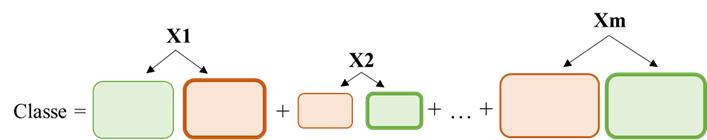 X1 X2 Xm
Classe = + + … +